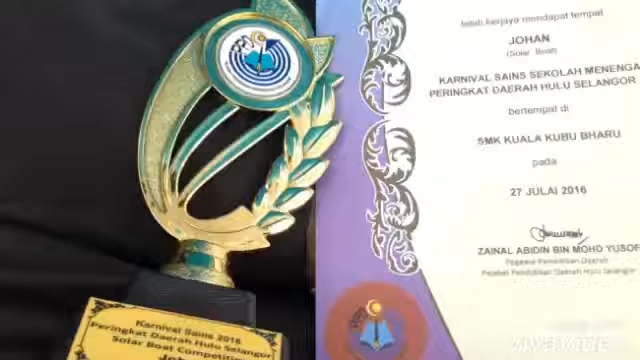 Karnival Sains 2016
Peringkat Daerah Hulu Selangor
Solar Boat Competition
Joh
telah berjaya mendapat tempat
JOHAN
(Solar Boat)
KARNIVAL SAINS SEKOLAH MENENGA
PERINGKAT DAERAH HULU SELANGOR
bertempat di
SMK KUALA KUBU BHARU
pada
27 JULAI 2016
ZAINAL ABIDIN BIN MOHD YUSOF
Pegawai Pendidikan Daerah
Pejabat Pendidikan Daerah Hulu Selangor